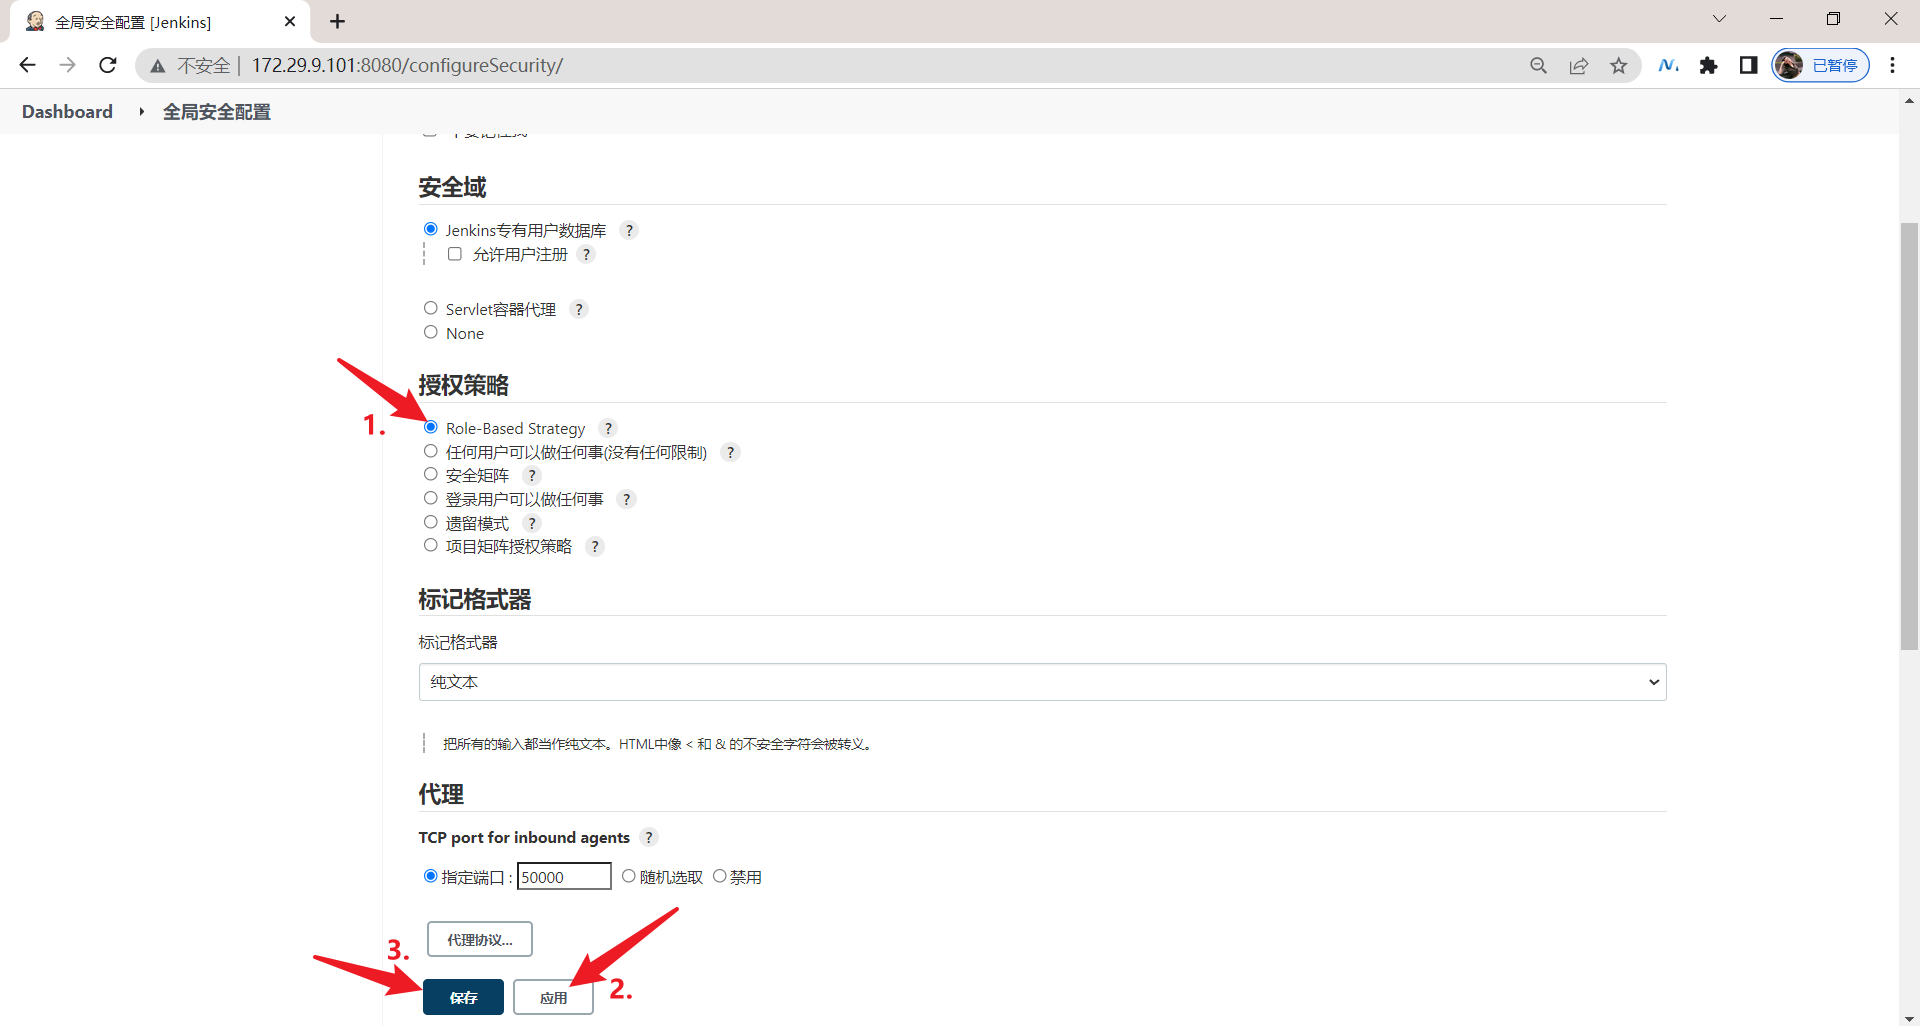 全局安全配置 [Jenkins]
不安全 172.29.9.101:8080/configureSecurity/
已暂停
Dashboard 全局安全配置
安全域
Jenkins专有用户数据库 ?
允许用户注册 ?
Servlet容器代理 ?
None
授权策略
1.
Role-Based Strategy ?
任何用户可以做任何事(没有任何限制) ?
安全矩阵 ?
登录用户可以做任何事 ?
遗留模式 ?
项目矩阵授权策略 ?
标记格式器
标记格式器
纯文本
把所有的输入都当作纯文本。HTML中像 < 和 & 的不安全字符会被转义。
代理
TCP port for inbound agents ?
指定端口 : 50000 随机选取 禁用
代理协议...
3.
保存 应用 2.